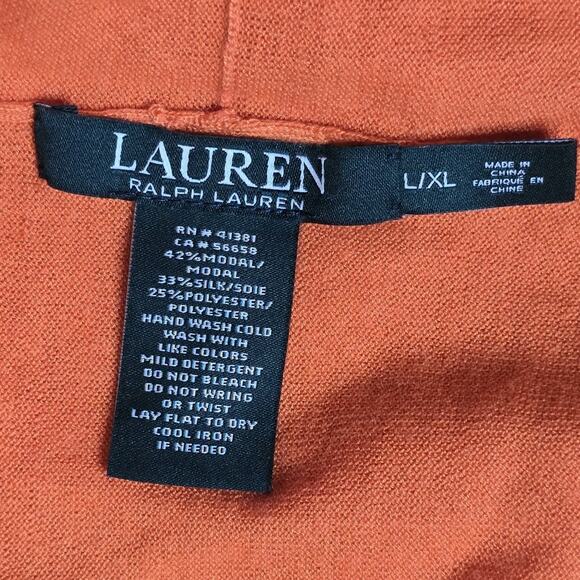 LAUREN
RALPH LAUREN
L/XL
MADE IN
CHINA
FABRIQUÉ EN
CHINE
RN # 41381
CA # 56658
42%MODAL/
MODAL
33%SILK/SOIE
25%POLYESTER/
POLYESTER
HAND WASH COLD
WASH WITH
LIKE COLORS
MILD DETERGENT
DO NOT BLEACH
DO NOT WRING
OR TWIST
LAY FLAT TO DRY
COOL IRON
IF NEEDED